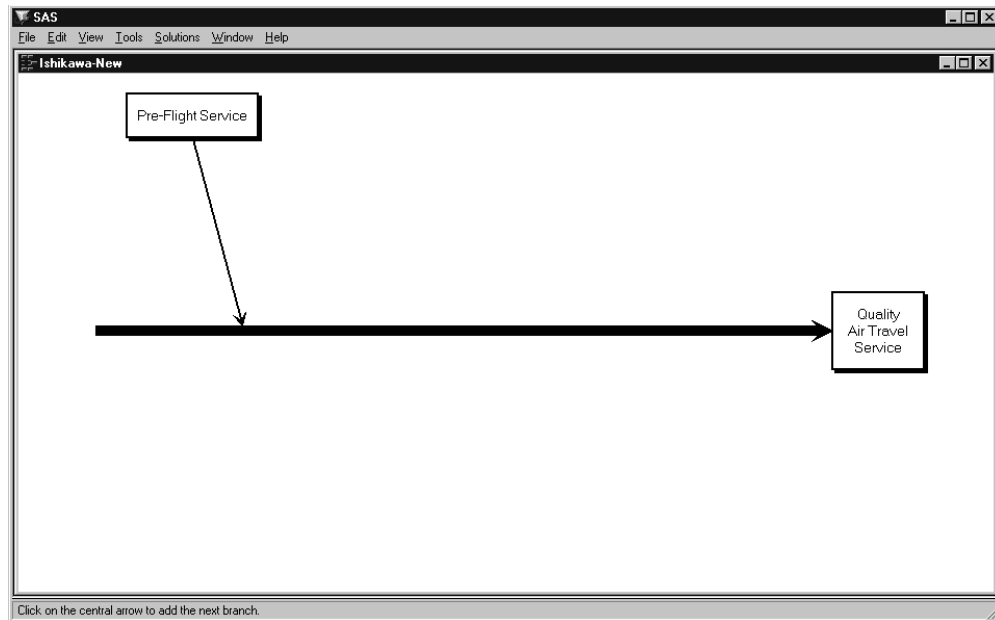 SAS
File Edit View Tools Solutions Window Help
Ishikawa-New
Pre-Flight Service
Quality
Air Travel
Service
Click on the central arrow to add the next branch.